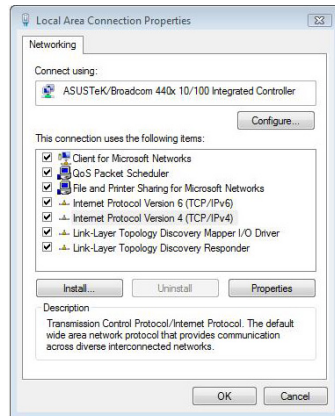 Local Area Connection Properties
Networking
Connect using:
ASUSTeK/Broadcom 440x 10/100 Integrated Controller
Configure...
This connection uses the following items:
Client for Microsoft Networks
QoS Packet Scheduler
File and Printer Sharing for Microsoft Networks
Internet Protocol Version 6 (TCP/IPv6)
Internet Protocol Version 4 (TCP/IPv4)
Link-Layer Topology Discovery Mapper I/O Driver
Link-Layer Topology Discovery Responder
Install... Uninstall Properties
Description
Transmission Control Protocol/Internet Protocol. The default
wide area network protocol that provides communication
across diverse interconnected networks.
OK Cancel